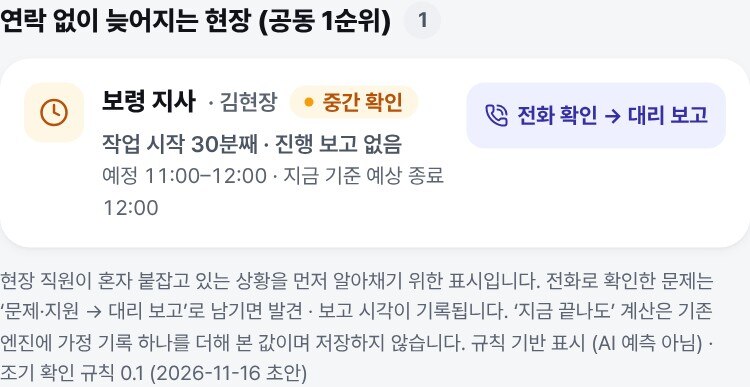 연락 없이 늦어지는 현장 (공동 1순위) 1
보령 지사 · 김현장 중간 확인
전화 확인 → 대리 보고
작업 시작 30분째 · 진행 보고 없음
예정 11:00–12:00 · 지금 기준 예상 종료
12:00
현장 직원이 혼자 붙잡고 있는 상황을 먼저 알아채기 위한 표시입니다. 전화로 확인한 문제는
‘문제·지원 → 대리 보고’로 남기면 발견 · 보고 시각이 기록됩니다. ‘지금 끝나도’ 계산은 기존
엔진에 가정 기록 하나를 더해 본 값이며 저장하지 않습니다. 규칙 기반 표시 (AI 예측 아님) ·
조기 확인 규칙 0.1 (2026-11-16 초안)